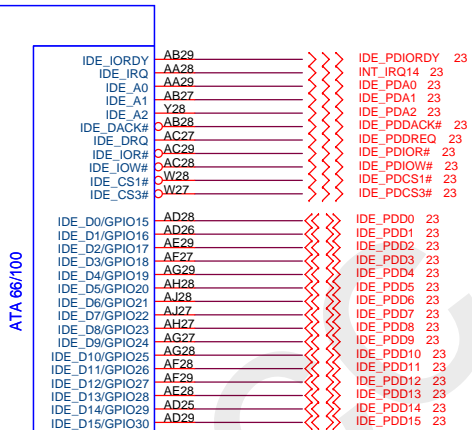 IDE_IORDY AB29 IDE_PDIORDY 23
IDE_IRQ AA28 INT_IRQ14 23
IDE_A0 AA29 IDE_PDA0 23
IDE_A1 AB27 IDE_PDA1 23
IDE_A2 Y28 IDE_PDA2 23
IDE_DACK# AB28 IDE_PDDACK# 23
IDE_DRQ AC27 IDE_PDDREQ 23
IDE_IOR# AC29 IDE_PDIOR# 23
IDE_IOW# AC28 IDE_PDIOW# 23
IDE_CS1# W28 IDE_PDCS1# 23
IDE_CS3# W27 IDE_PDCS3# 23
ATA 66/100
IDE_D0/GPIO15 AD28 IDE_PDD0 23
IDE_D1/GPIO16 AD26 IDE_PDD1 23
IDE_D2/GPIO17 AE29 IDE_PDD2 23
IDE_D3/GPIO18 AF27 IDE_PDD3 23
IDE_D4/GPIO19 AG29 IDE_PDD4 23
IDE_D5/GPIO20 AH28 IDE_PDD5 23
IDE_D6/GPIO21 AJ28 IDE_PDD6 23
IDE_D7/GPIO22 AJ27 IDE_PDD7 23
IDE_D8/GPIO23 AH27 IDE_PDD8 23
IDE_D9/GPIO24 AG27 IDE_PDD9 23
IDE_D10/GPIO25 AG28 IDE_PDD10 23
IDE_D11/GPIO26 AF28 IDE_PDD11 23
IDE_D12/GPIO27 AF29 IDE_PDD12 23
IDE_D13/GPIO28 AE28 IDE_PDD13 23
IDE_D14/GPIO29 AD25 IDE_PDD14 23
IDE_D15/GPIO30 AD29 IDE_PDD15 23